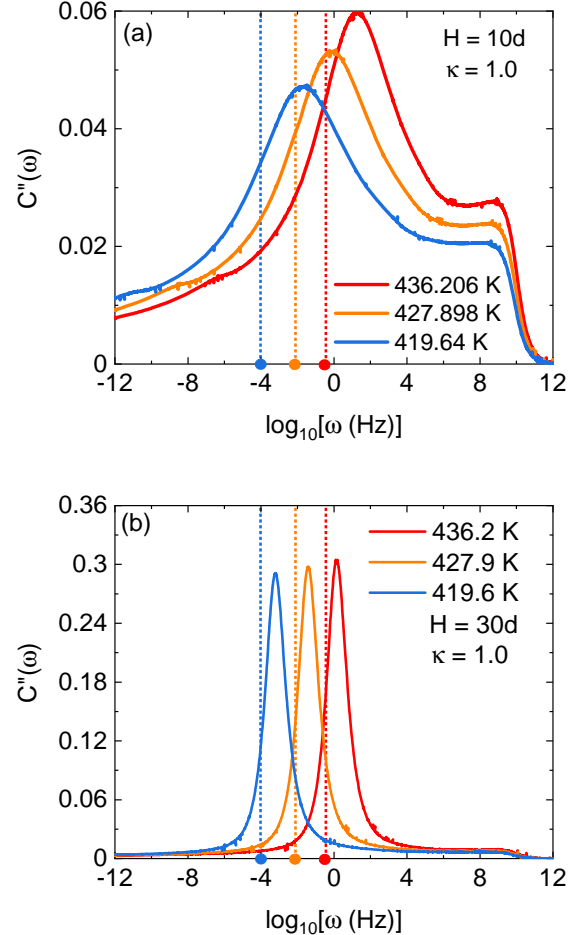 (a)
H = 10d
κ = 1.0
0.06
0.04
0.02
0
C"(ω)
436.206 K
427.898 K
419.64 K
-12 -8 -4 0 4 8 12
log10[ω (Hz)]
(b)
436.2 K
427.9 K
419.6 K
H = 30d
κ = 1.0
0.36
0.3
0.24
0.18
0.12
0.06
0
C"(ω)
-12 -8 -4 0 4 8 12
log10[ω (Hz)]